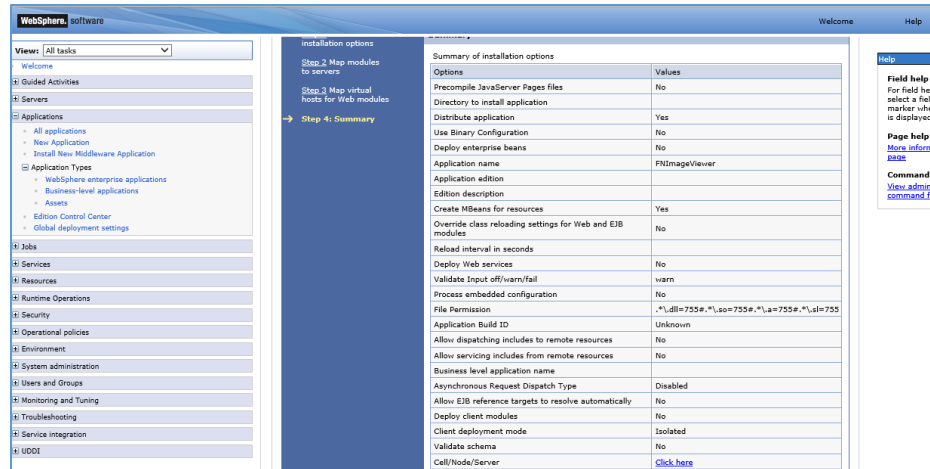 WebSphere. software
Welcome
Help
View: All tasks
Welcome
Guided Activities
Servers
Applications
All applications
New Application
Install New Middleware Application
Application Types
WebSphere enterprise applications
Business-level applications
Assets
Edition Control Center
Global deployment settings
Jobs
Services
Resources
Runtime Operations
Security
Operational policies
Environment
System administration
Users and Groups
Monitoring and Tuning
Troubleshooting
Service integration
UDDI
installation options
Step 2 Map modules
to servers
Step 3 Map virtual
hosts for Web modules
Step 4: Summary
Summary
Summary of installation options
Options Values
Precompile JavaServer Pages files No
Directory to install application
Distribute application Yes
Use Binary Configuration No
Deploy enterprise beans No
Application name FNImageViewer
Application edition
Edition description
Create MBeans for resources Yes
Override class reloading settings for Web and EJB
modules No
Reload interval in seconds
Deploy Web services No
Validate Input off/warn/fail warn
Process embedded configuration No
File Permission .*\.dll=755#.*\.so=755#.*\.a=755#.*\.sl=755
Application Build ID Unknown
Allow dispatching includes to remote resources No
Allow servicing includes from remote resources No
Business level application name
Asynchronous Request Dispatch Type Disabled
Allow EJB reference targets to resolve automatically No
Deploy client modules No
Client deployment mode Isolated
Validate schema No
Cell/Node/Server Click here
Help
Field help
For field he
select a fie
marker whe
is displayed
Page help
More inforn
page
Command
View admin
command f